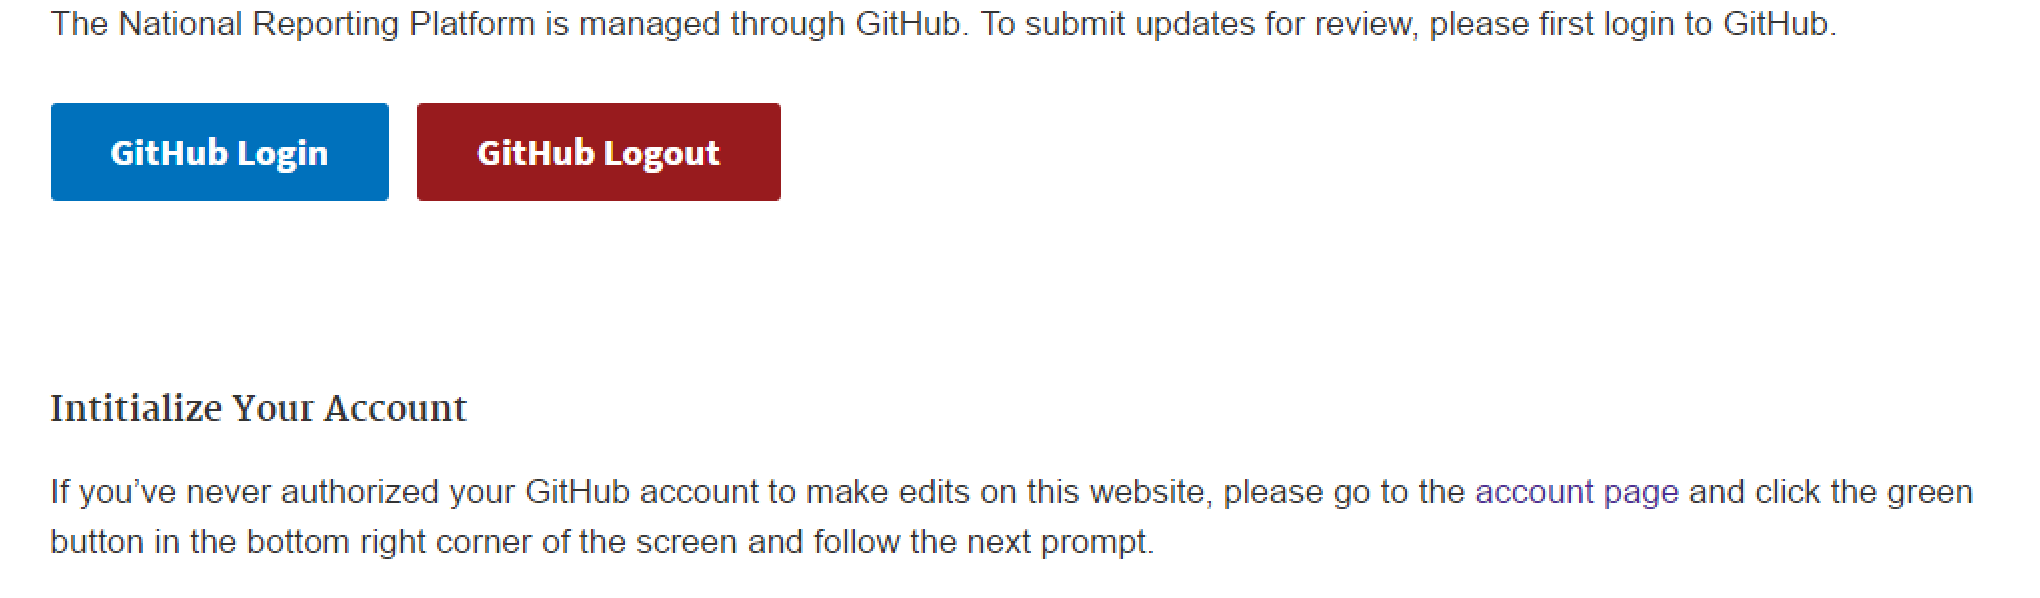 The National Reporting Platform is managed through GitHub. To submit updates for review, please first login to GitHub.
GitHub Login
GitHub Logout
Intitialize Your Account
If you’ve never authorized your GitHub account to make edits on this website, please go to the account page and click the green
button in the bottom right corner of the screen and follow the next prompt.